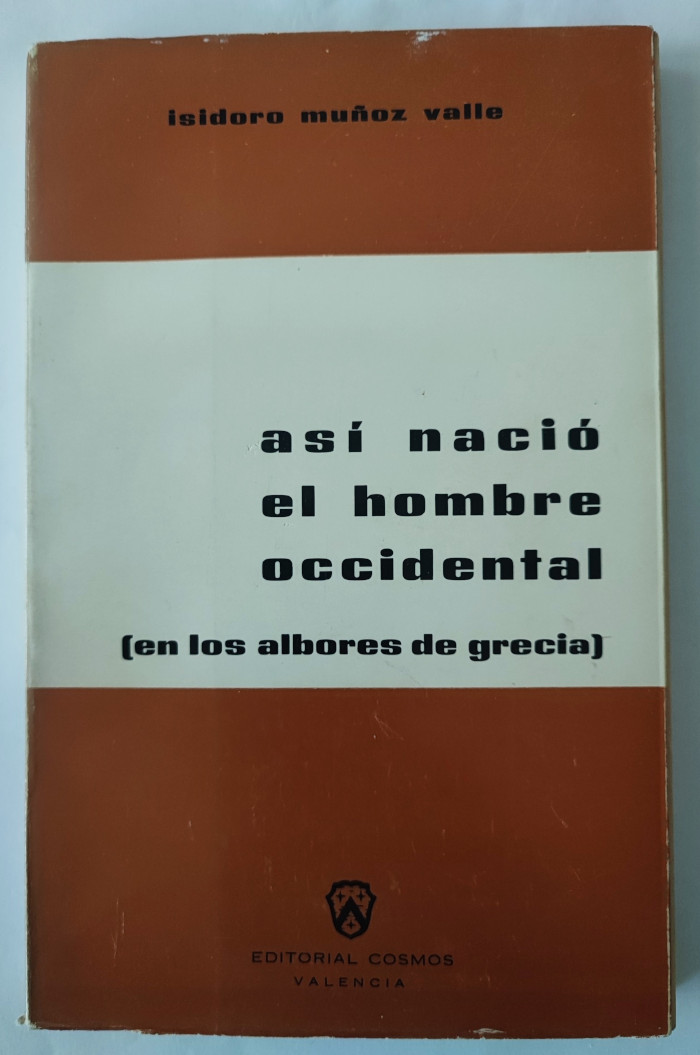 isidoro muñoz valle
así nació
el hombre
occidental
(en los albores de grecia)
EDITORIAL COSMOS
VALENCIA